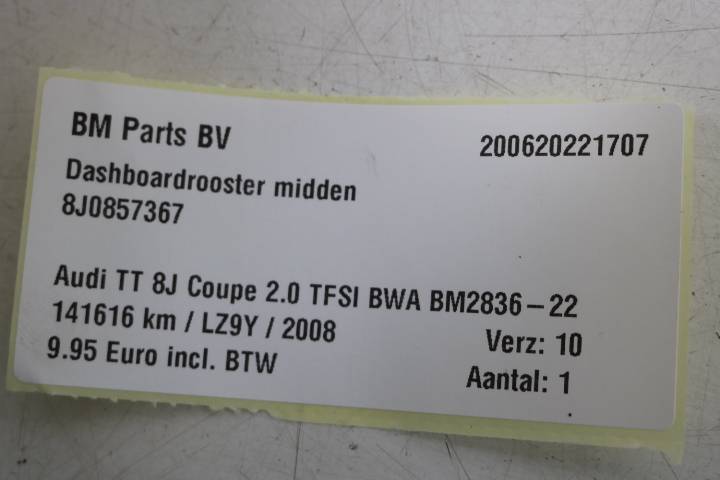 BM Parts BV 200620221707
Dashboardrooster midden
8J0857367
Audi TT 8J Coupe 2.0 TFSI BWA BM2836-22
141616 km / LZ9Y / 2008 Verz: 10
9.95 Euro incl. BTW Aantal: 1